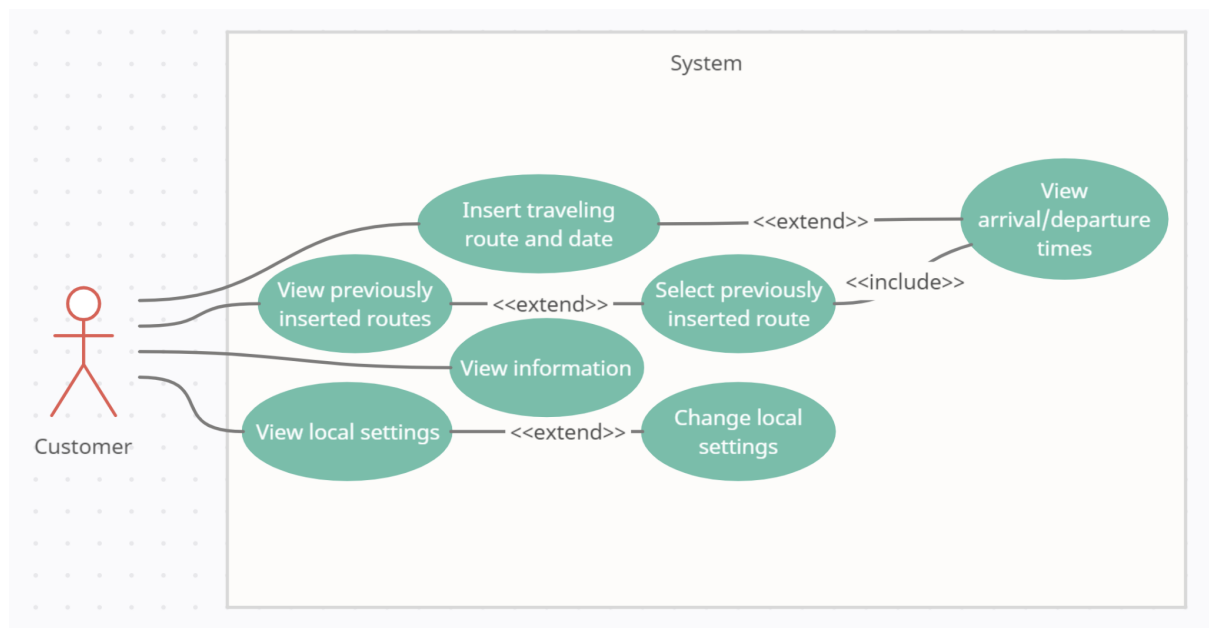 System
Insert traveling
route and date
<<extend>>
View
arrival/departure
times
View previously
inserted routes
<<extend>>
Select previously
inserted route
<<include>>
View information
View local settings
<<extend>>
Change local
settings
Customer